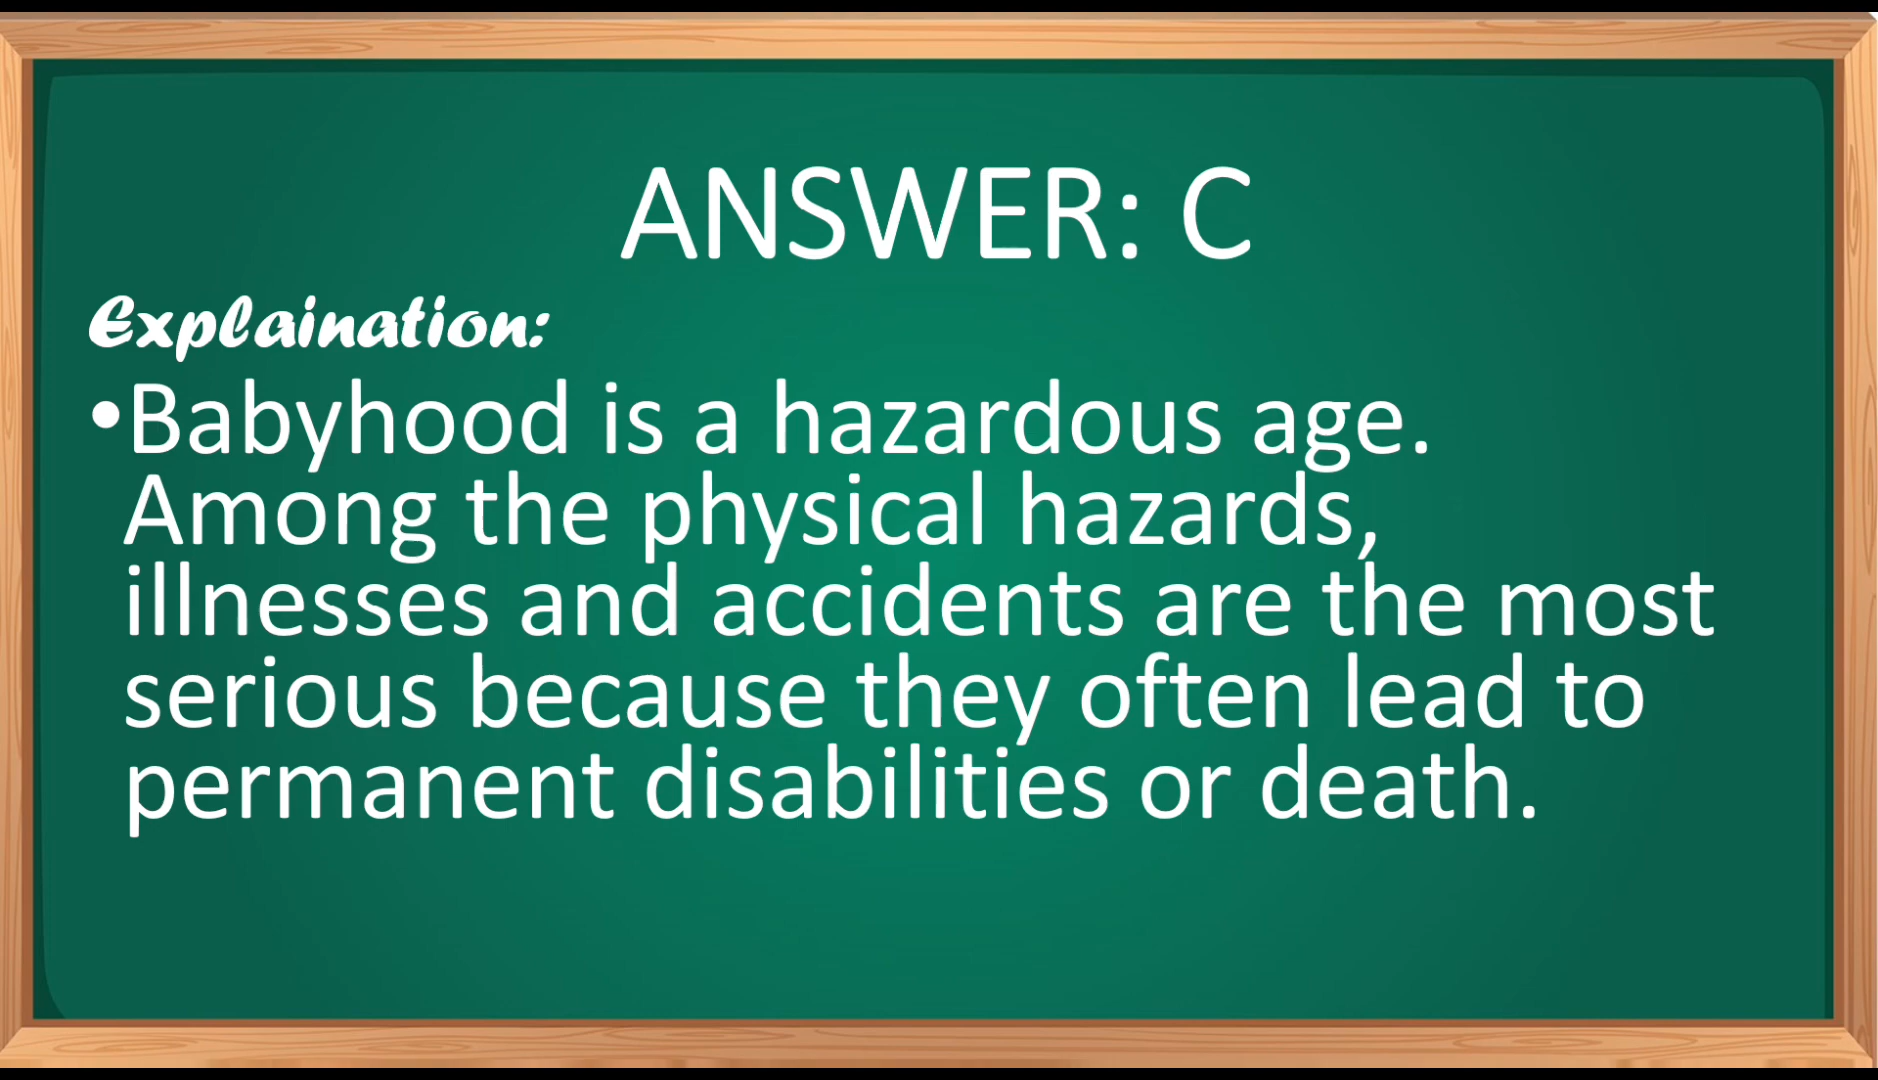 ANSWER: C
Explaination:
•Babyhood is a hazardous age.
Among the physical hazards,
illnesses and accidents are the most
serious because they often lead to
permanent disabilities or death.